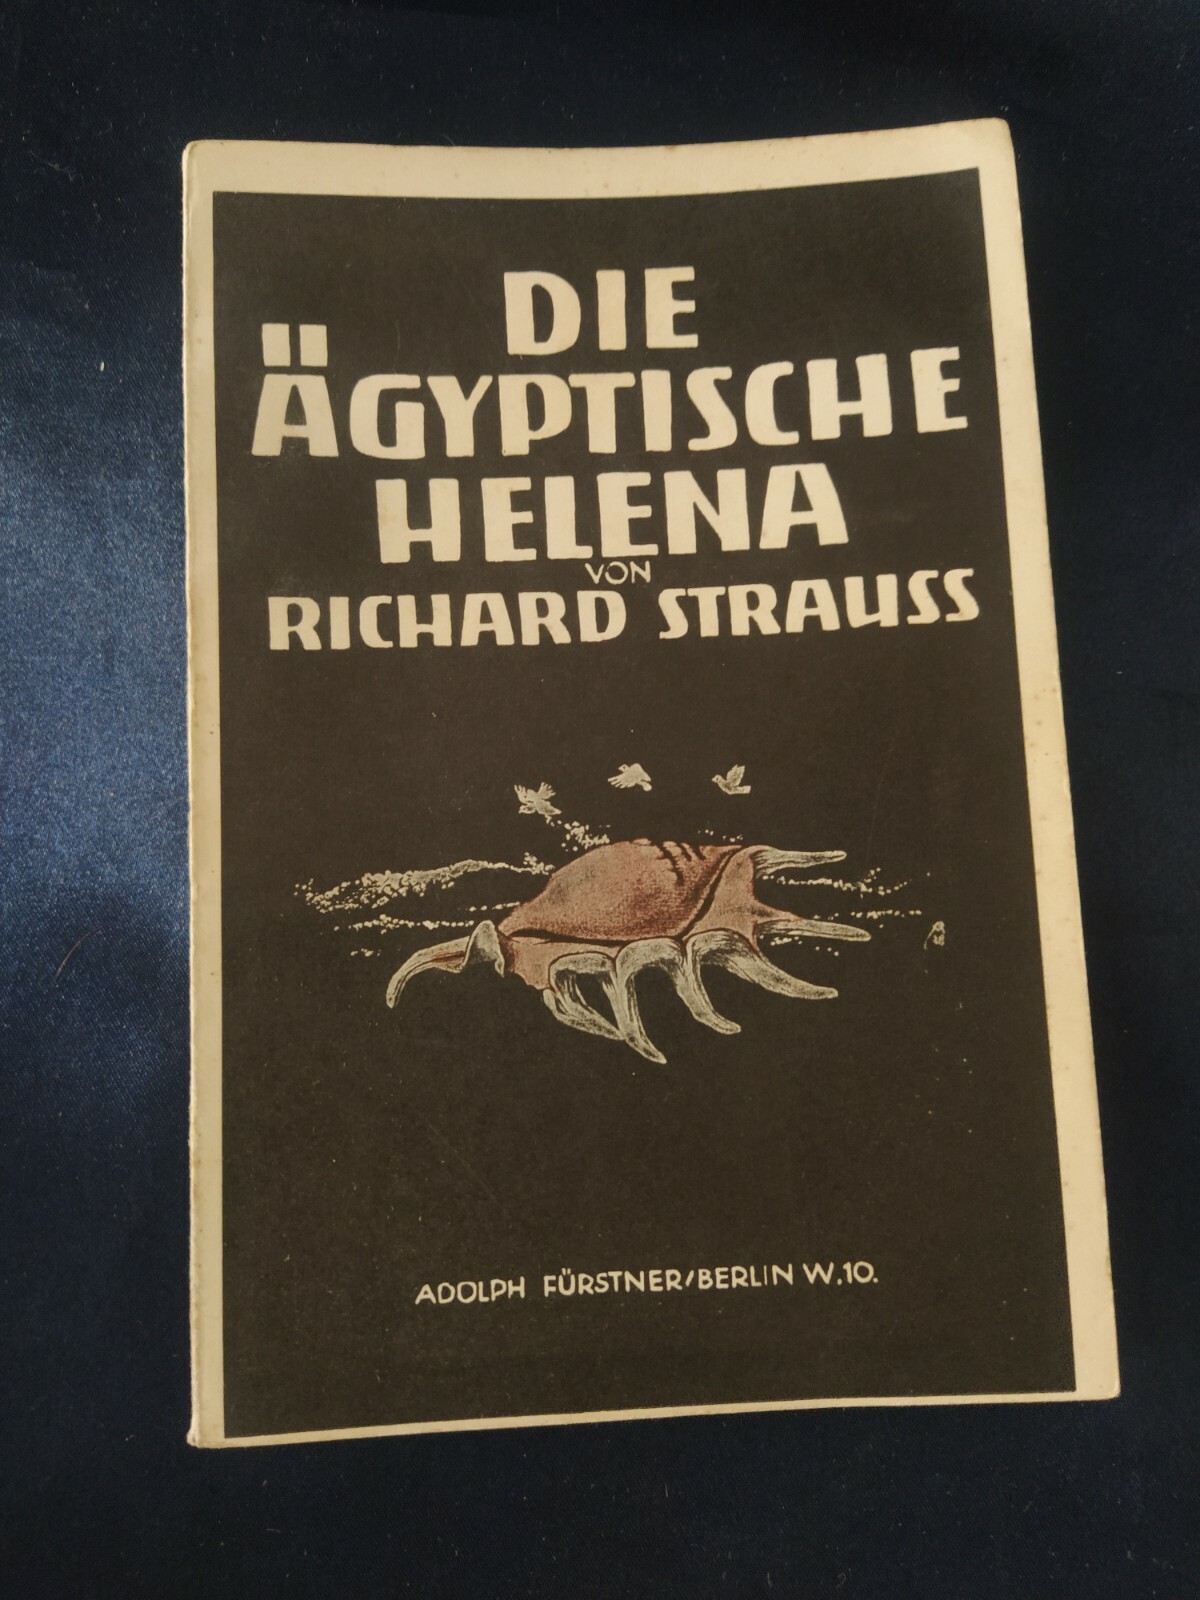 DIE
ÄGYPTISCHE
HELENA
VON
RICHARD STRAUSS
ADOLPH FÜRSTNER/BERLIN W.10.